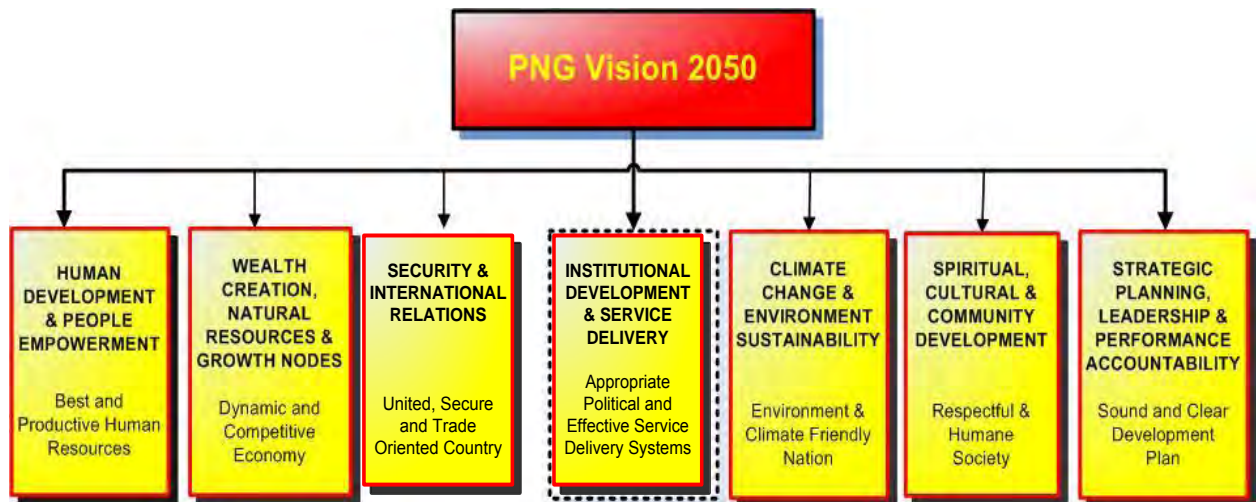 PNG Vision 2050
HUMAN
DEVELOPMENT
& PEOPLE
EMPOWERMENT
Best and
Productive Human
Resources
WEALTH
CREATION,
NATURAL
RESOURCES &
GROWTH NODES
Dynamic and
Competitive
Economy
SECURITY &
INTERNATIONAL
RELATIONS
United, Secure
and Trade
Oriented Country
INSTITUTIONAL
DEVELOPMENT
& SERVICE
DELIVERY
Appropriate
Political and
Effective Service
Delivery Systems
CLIMATE
CHANGE &
ENVIRONMENT
SUSTAINABILITY
Environment &
Climate Friendly
Nation
SPIRITUAL,
CULTURAL &
COMMUNITY
DEVELOPMENT
Respectful &
Humane
Society
STRATEGIC
PLANNING,
LEADERSHIP &
PERFORMANCE
ACCOUNTABILITY
Sound and Clear
Development
Plan